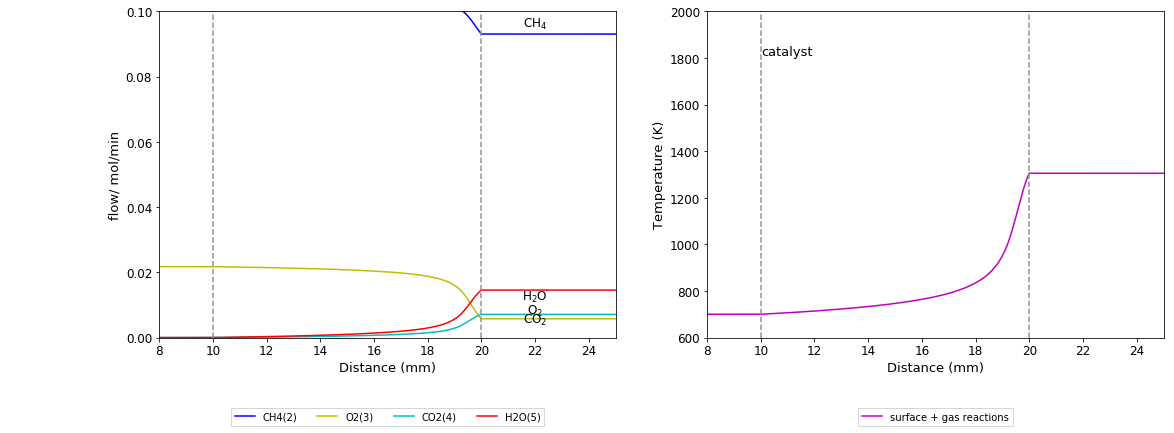 0.10
0.08
0.06
0.04
0.02
0.00
flow/ mol/min
8 10 12 14 16 18 20 22 24
Distance (mm)
CH₄
H₂O
O₂
CO₂
CH4(2) O2(3) CO2(4) H2O(5)
2000
1800
1600
1400
1200
1000
800
600
Temperature (K)
catalyst
8 10 12 14 16 18 20 22 24
Distance (mm)
surface + gas reactions